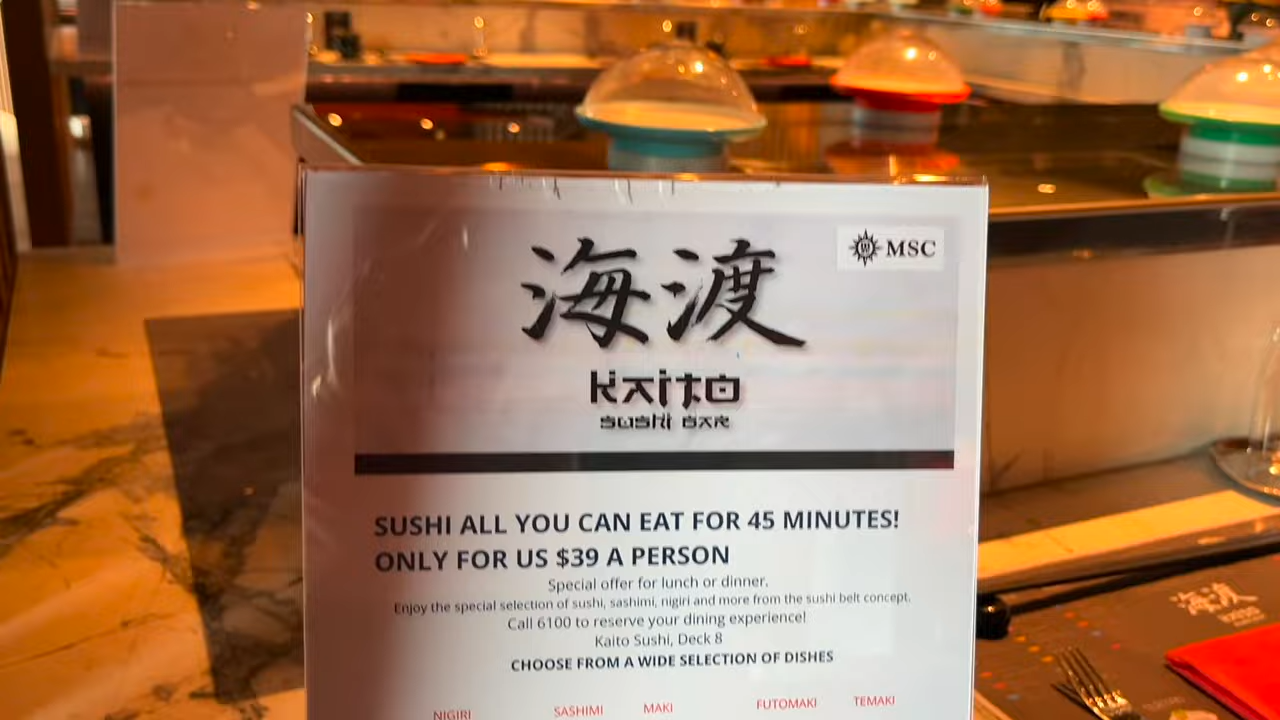 海渡
MSC
Kaito
SUSHI BAR
SUSHI ALL YOU CAN EAT FOR 45 MINUTES!
ONLY FOR US $39 A PERSON
Special offer for lunch or dinner.
Enjoy the special selection of sushi, sashimi, nigiri and more from the sushi belt concept.
Call 6100 to reserve your dining experience!
Kaito Sushi, Deck 8
CHOOSE FROM A WIDE SELECTION OF DISHES
NIGIRI SASHIMI MAKI FUTOMAKI TEMAKI
海渡